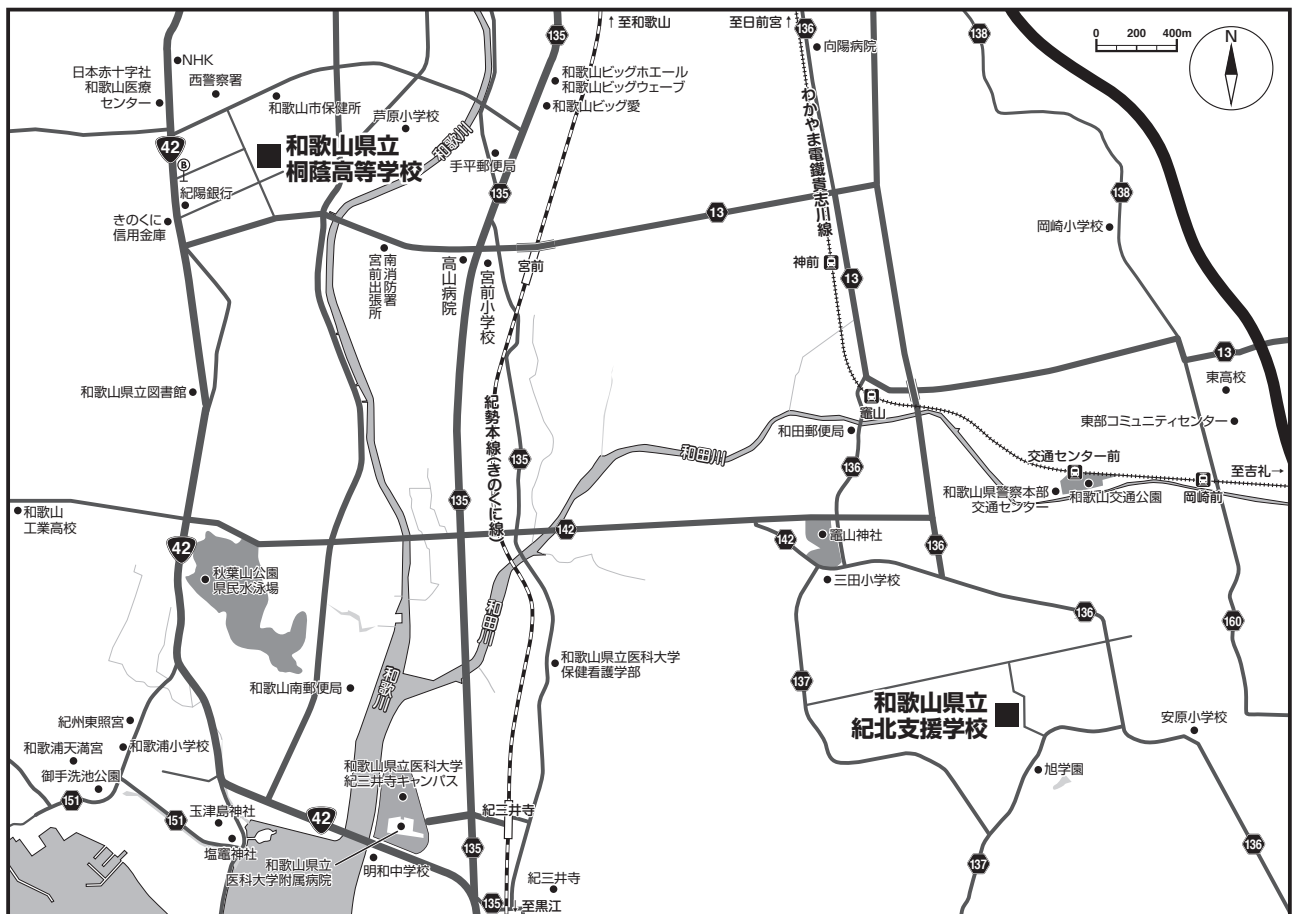 ↑至和歌山
至日前宮↑
136
138
0 200 400m
N
135
向陽病院
NHK
日本赤十字社
和歌山医療
センター
西警察署
和歌山ビッグホエール
和歌山ビッグウェーブ
和歌山ビッグ愛
和歌山市保健所
芦原小学校
和歌川
わかやま電鐵貴志川線
42
B
和歌山県立
桐蔭高等学校
手平郵便局
135
138
紀陽銀行
きのくに
信用金庫
13
岡崎小学校
南消防署
宮前出張所
高山病院
宮前小学校
宮前
神前
13
13
東高校
和歌山県立図書館
紀勢本線(きのくに線)
竈山
東部コミュニティセンター
和田郵便局
和田川
135
136
交通センター前
至吉礼→
和歌山県警察本部
交通センター
和歌山交通公園
岡崎前
135
和歌山
工業高校
142
142
竈山神社
136
42
秋葉山公園
県民水泳場
三田小学校
136
160
和田川
和歌山県立医科大学
保健看護学部
137
和歌川
和歌山南郵便局
和歌山県立
紀北支援学校
安原小学校
紀州東照宮
和歌浦天満宮
和歌浦小学校
御手洗池公園
和歌山県立医科大学
紀三井寺キャンパス
旭学園
151
151
玉津島神社
42
紀三井寺
塩竈神社
和歌山県立
医科大学附属病院
明和中学校
135
137
136
紀三井寺
135
↓至黒江